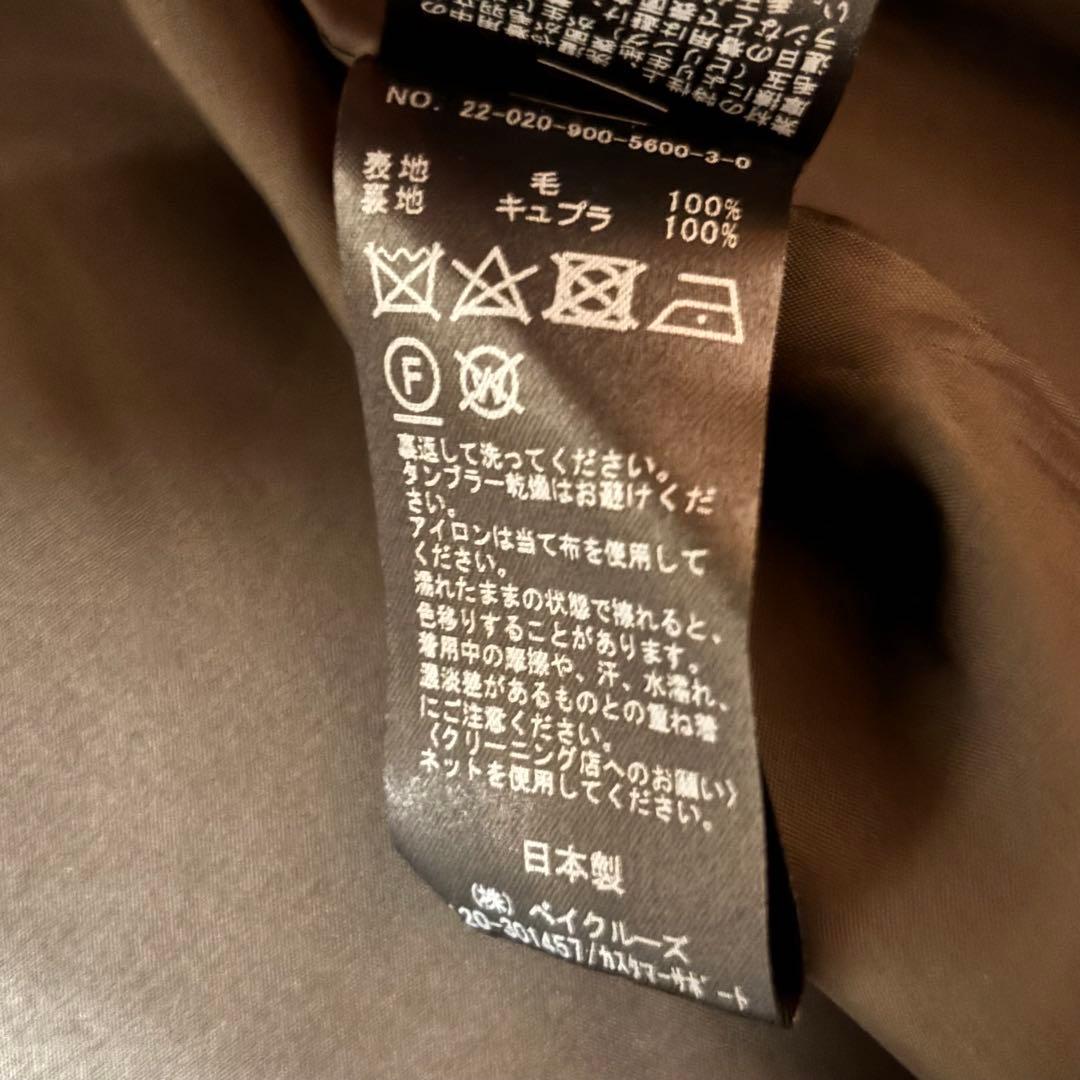 NO. 22-020-900-5600-3-0
表地 毛 100%
裏地 キュプラ 100%
F W
裏返して洗ってください。
タンブラー乾燥はお避けくだ
さい。
アイロンは当て布を使用して
ください。
濡れたままの状態で擦れると、
色移りすることがあります。
着用中の摩擦や、汗、水濡れ、
濃淡差があるものとの重ね着
にご注意ください。
〈クリーニング店へのお願い〉
ネットを使用してください。
日本製
(株) ベイクルーズ
20-301457/カスタマーサポート